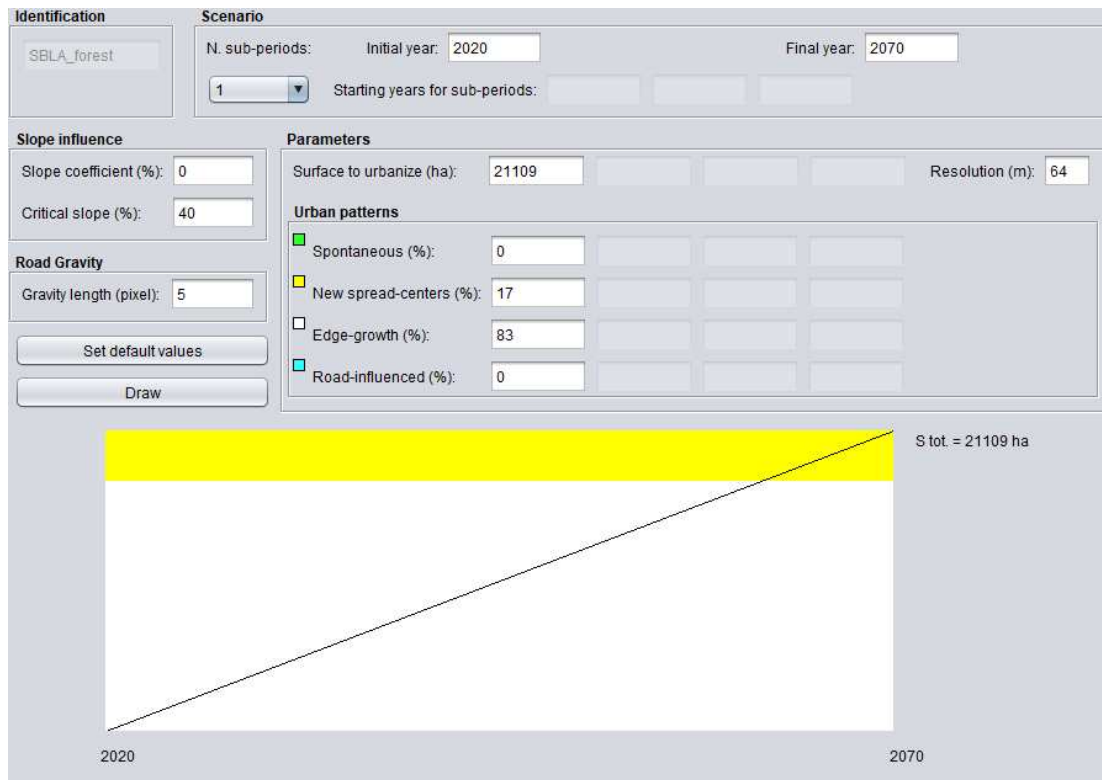 Identification
SBLA_forest
Scenario
N. sub-periods: Initial year: 2020 Final year: 2070
1 Starting years for sub-periods:
Slope influence
Slope coefficient (%): 0
Critical slope (%): 40
Road Gravity
Gravity length (pixel): 5
Set default values
Draw
Parameters
Surface to urbanize (ha): 21109 Resolution (m): 64
Urban patterns
Spontaneous (%): 0
New spread-centers (%): 17
Edge-growth (%): 83
Road-influenced (%): 0
S tot. = 21109 ha
2020 2070